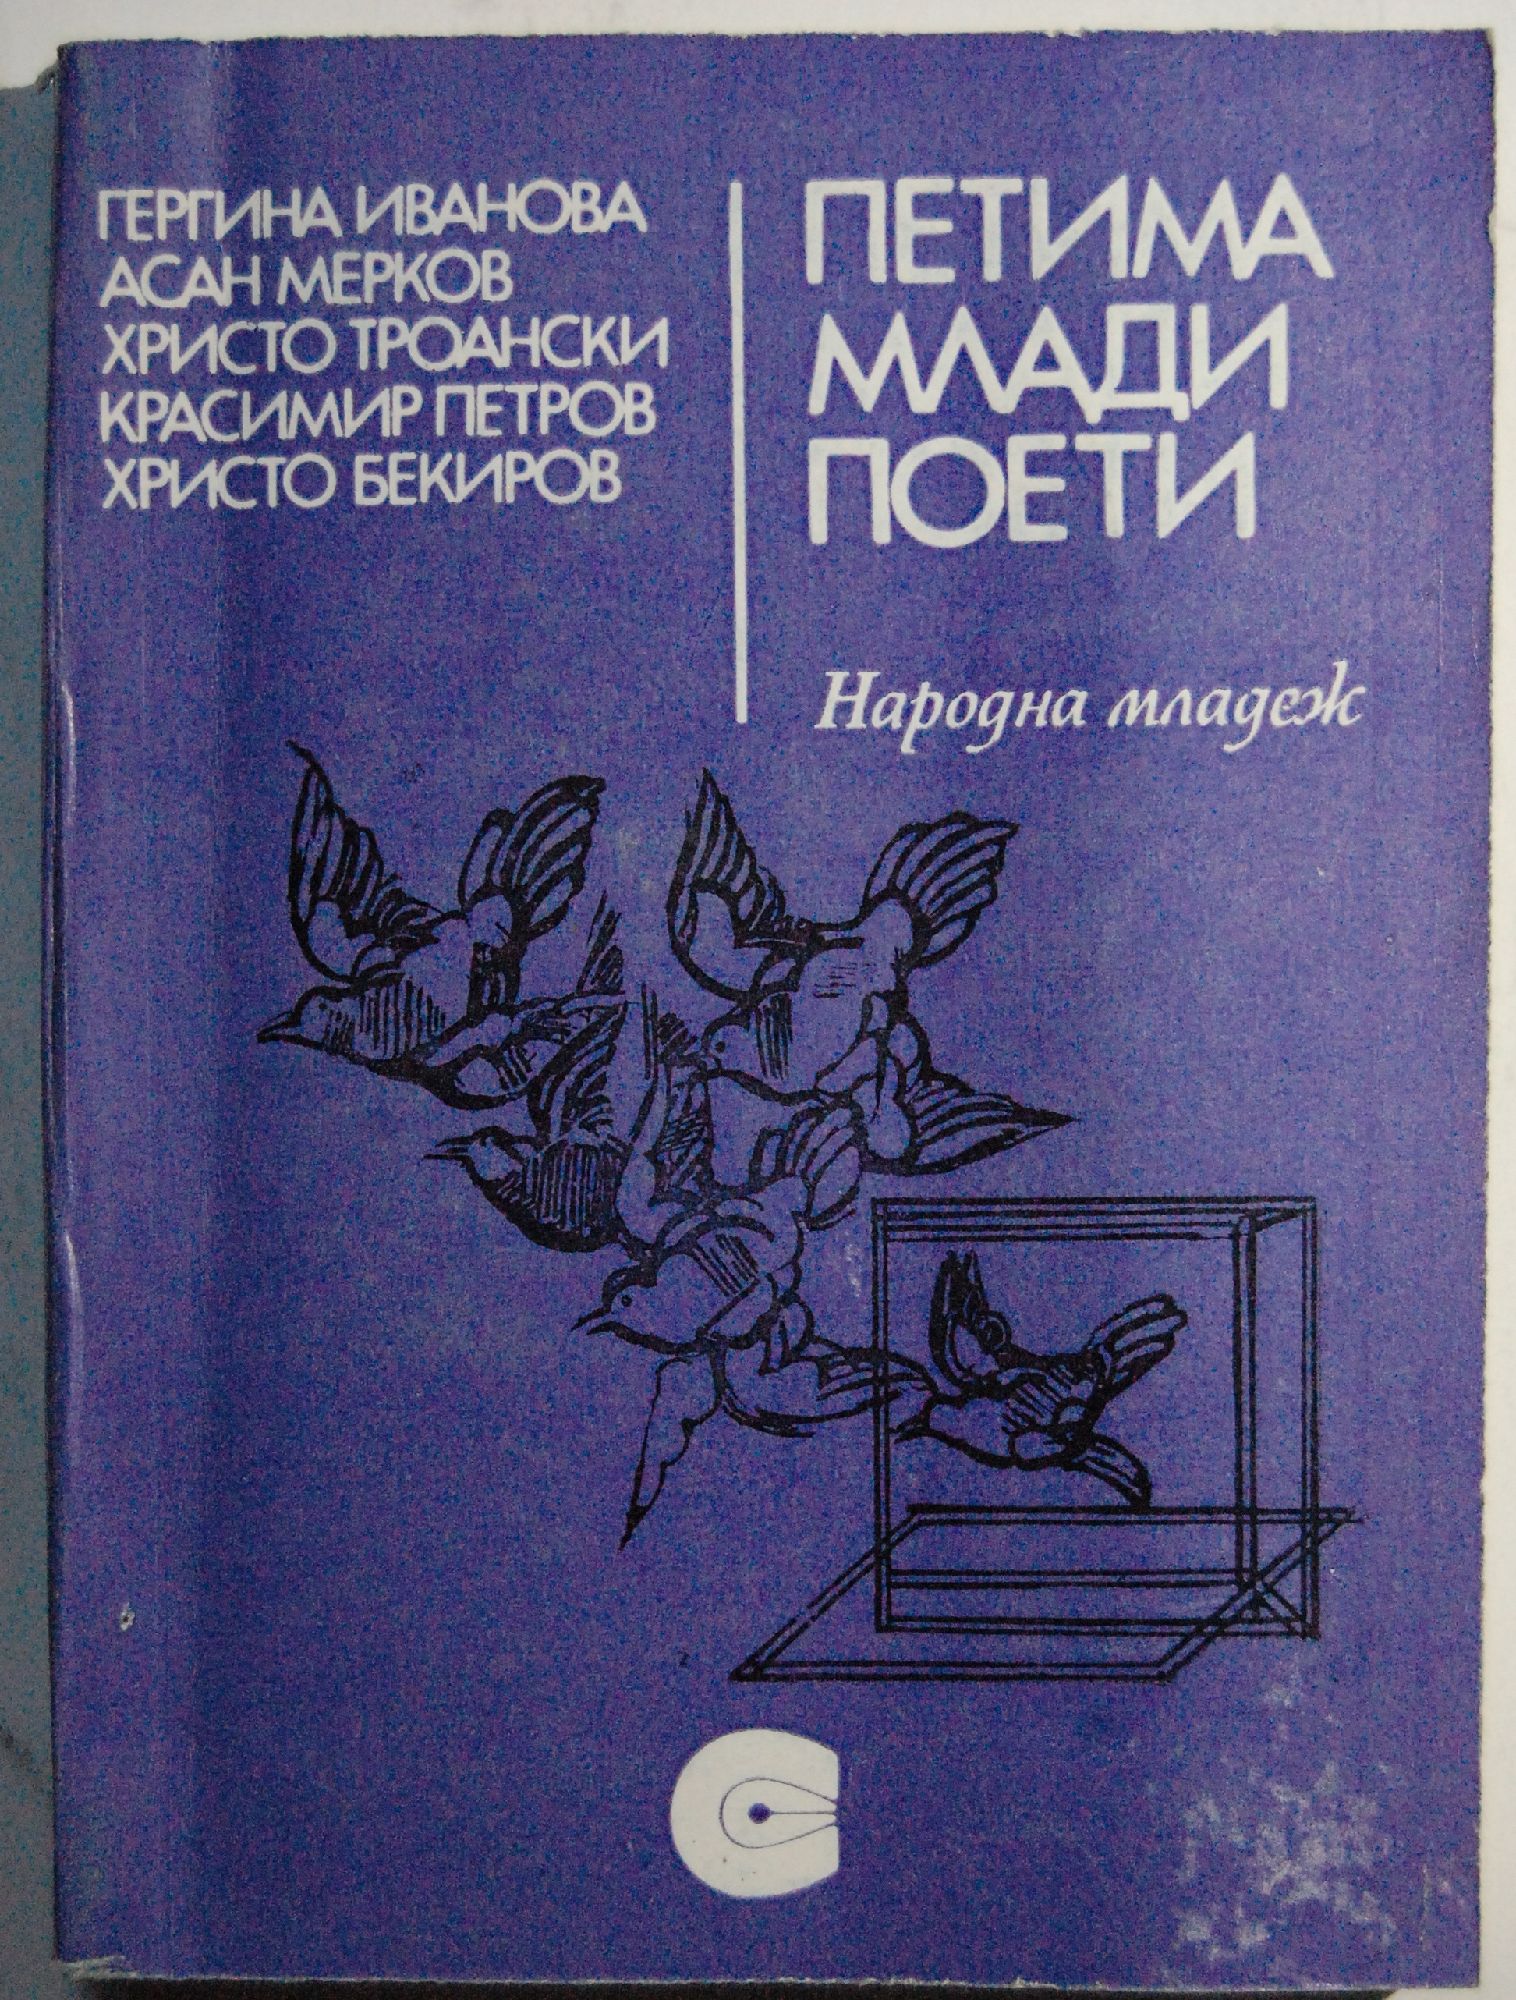 ГЕРГИНА ИВАНОВА
АСАН МЕРКОВ
ХРИСТО ТРОАНСКИ
КРАСИМИР ПЕТРОВ
ХРИСТО БЕКИРОВ
ПЕТИМА
МЛАДИ
ПОЕТИ
Народна младеж